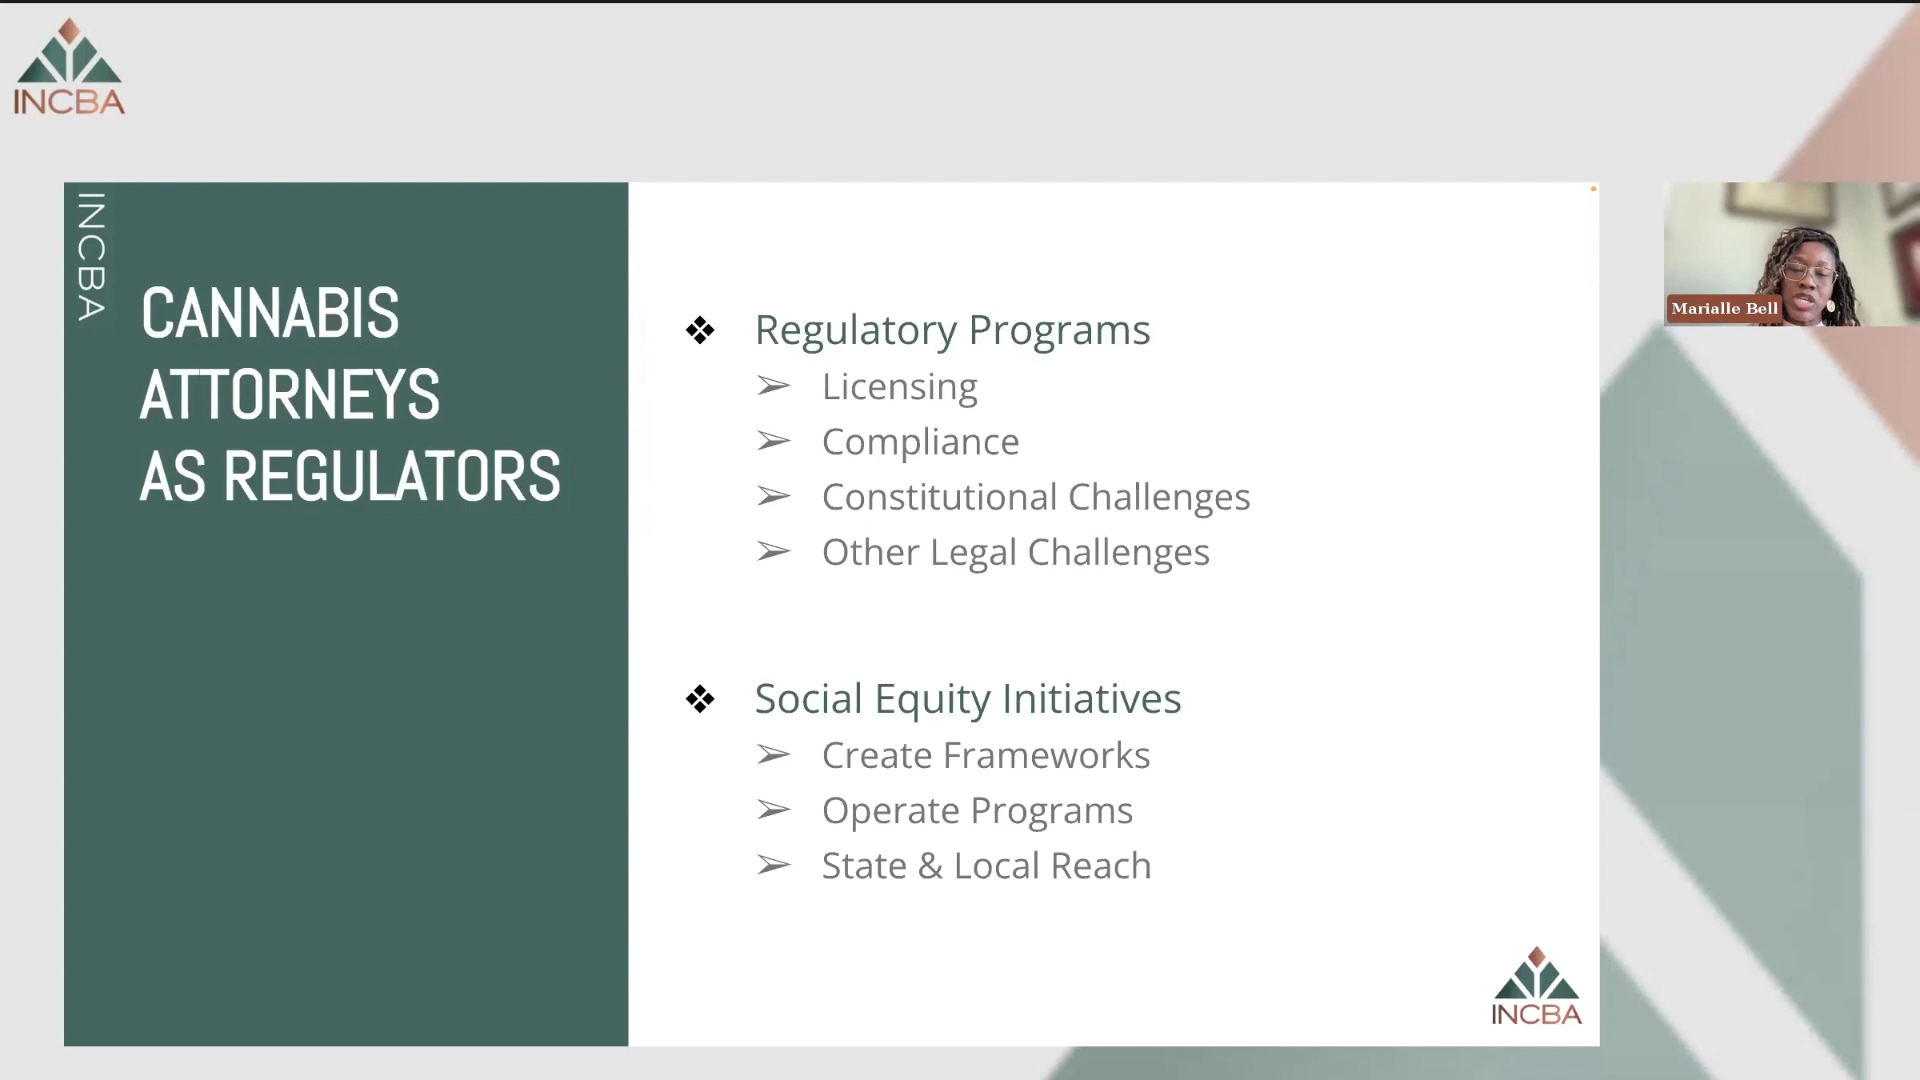 INCBA
INCBA
CANNABIS
ATTORNEYS
AS REGULATORS
❖ Regulatory Programs
➢ Licensing
➢ Compliance
➢ Constitutional Challenges
➢ Other Legal Challenges
❖ Social Equity Initiatives
➢ Create Frameworks
➢ Operate Programs
➢ State & Local Reach
INCBA
Marialle Bell